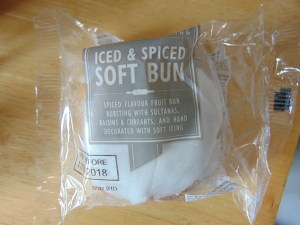 ICED & SPICED
SOFT BUN
SPICED FLAVOUR FRUIT BUN
BURSTING WITH SULTANAS,
RAISINS & CURRANTS, AND HAND
DECORATED WITH SOFT ICING
FORE
2018